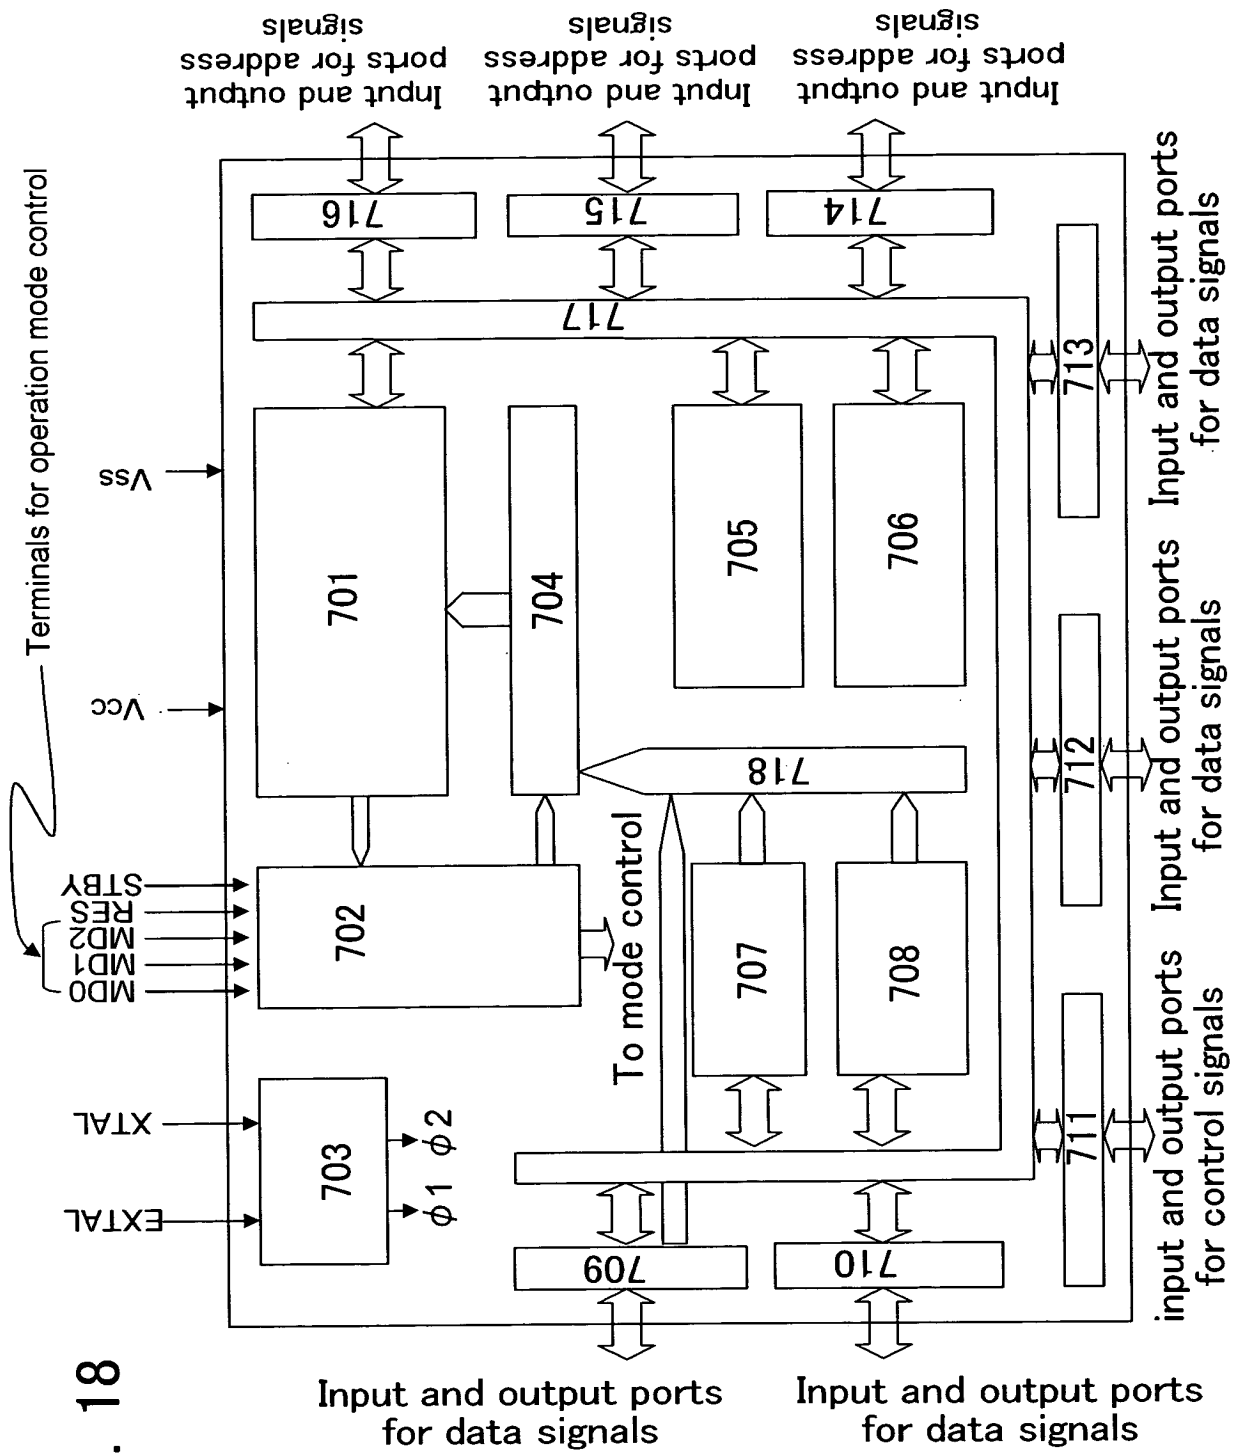 signals
ports for address
Input and output
signals
ports for address
Input and output
signals
ports for address
Input and output
Terminals for operation mode control
Vss
Vcc
STBY
RES
MD2
MD1
MD0
XTAL
EXTAL
716
715
714
717
701
704
705
706
702
718
To mode control
707
708
703
ϕ1
ϕ2
709
710
711
712
713
Input and output ports
for data signals
Input and output ports
for data signals
input and output ports
for control signals
Input and output ports
for data signals
Input and output ports
for data signals
. 18